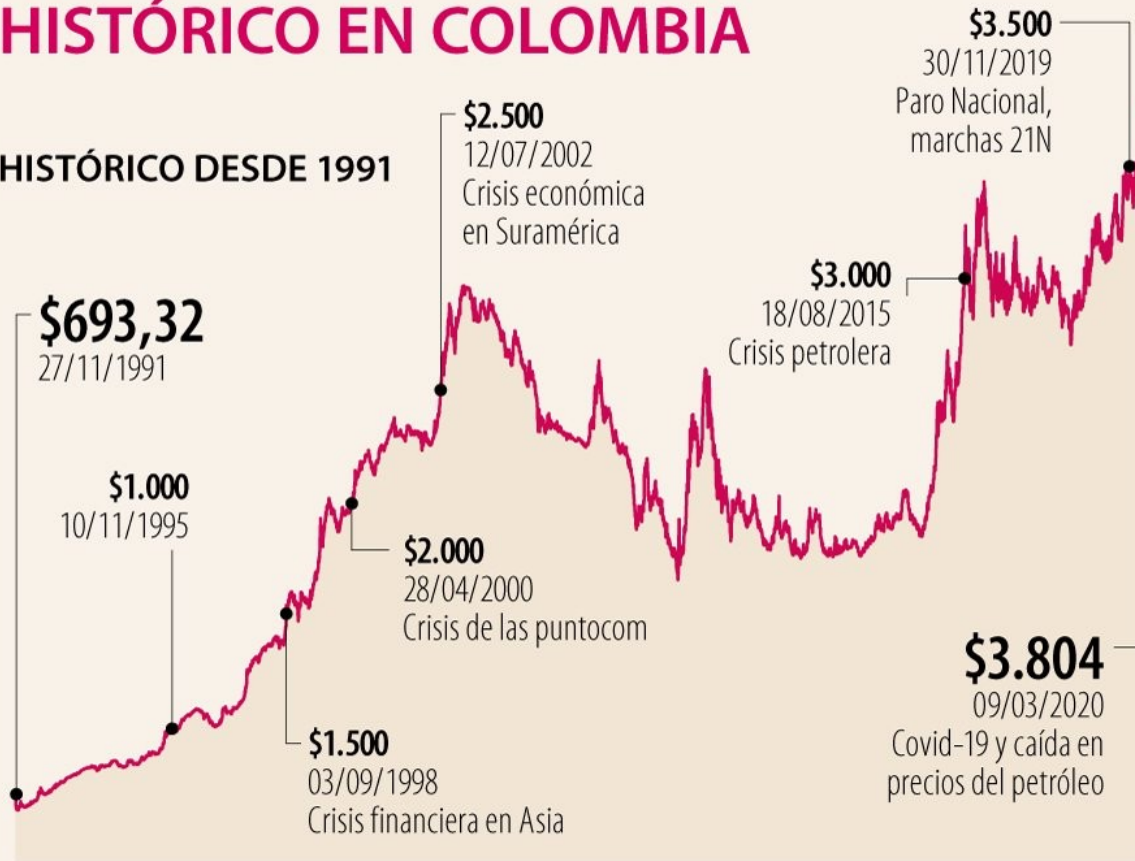 HISTÓRICO EN COLOMBIA
HISTÓRICO DESDE 1991
$693,32
27/11/1991
$1.000
10/11/1995
$1.500
03/09/1998
Crisis financiera en Asia
$2.000
28/04/2000
Crisis de las puntocom
$2.500
12/07/2002
Crisis económica
en Suramérica
$3.000
18/08/2015
Crisis petrolera
$3.500
30/11/2019
Paro Nacional,
marchas 21N
$3.804
09/03/2020
Covid-19 y caída en
precios del petróleo